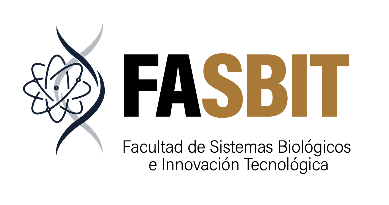 FASBIT
Facultad de Sistemas Biológicos
e Innovación Tecnológica